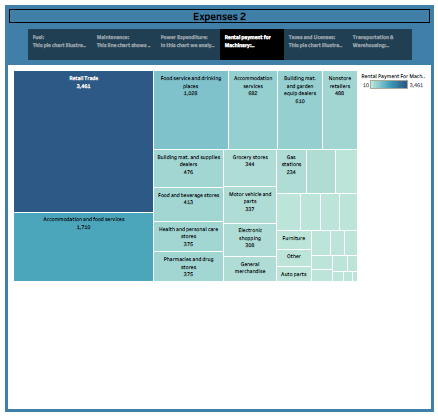 Expenses 2
Fuel:
This pie chart illustra..
Maintenance:
This line chart shows ..
Power Expenditure:
In this chart we analy..
Rental payment for
Machinery:..
Taxes and Licenses:
This pie chart illustra..
Transportation &
Warehousing:..
Retail Trade
3,461
Accommodation and food services
Food service and drinking
places
1,028
Accommodation
services
682
Building mat.
and garden
equip dealers
610
Nonstore
retailers
488
Building mat. and supplies
dealers
476
Food and beverage stores
413
Health and personal care
stores
375
Pharmacies and drug
stores
375
Grocery stores
344
Motor vehicle and
parts
337
Electronic
shopping
308
General
merchandise
Gas
stations
234
Furniture
Other
Auto parts
Rental Payment For Mach..
10
3,461